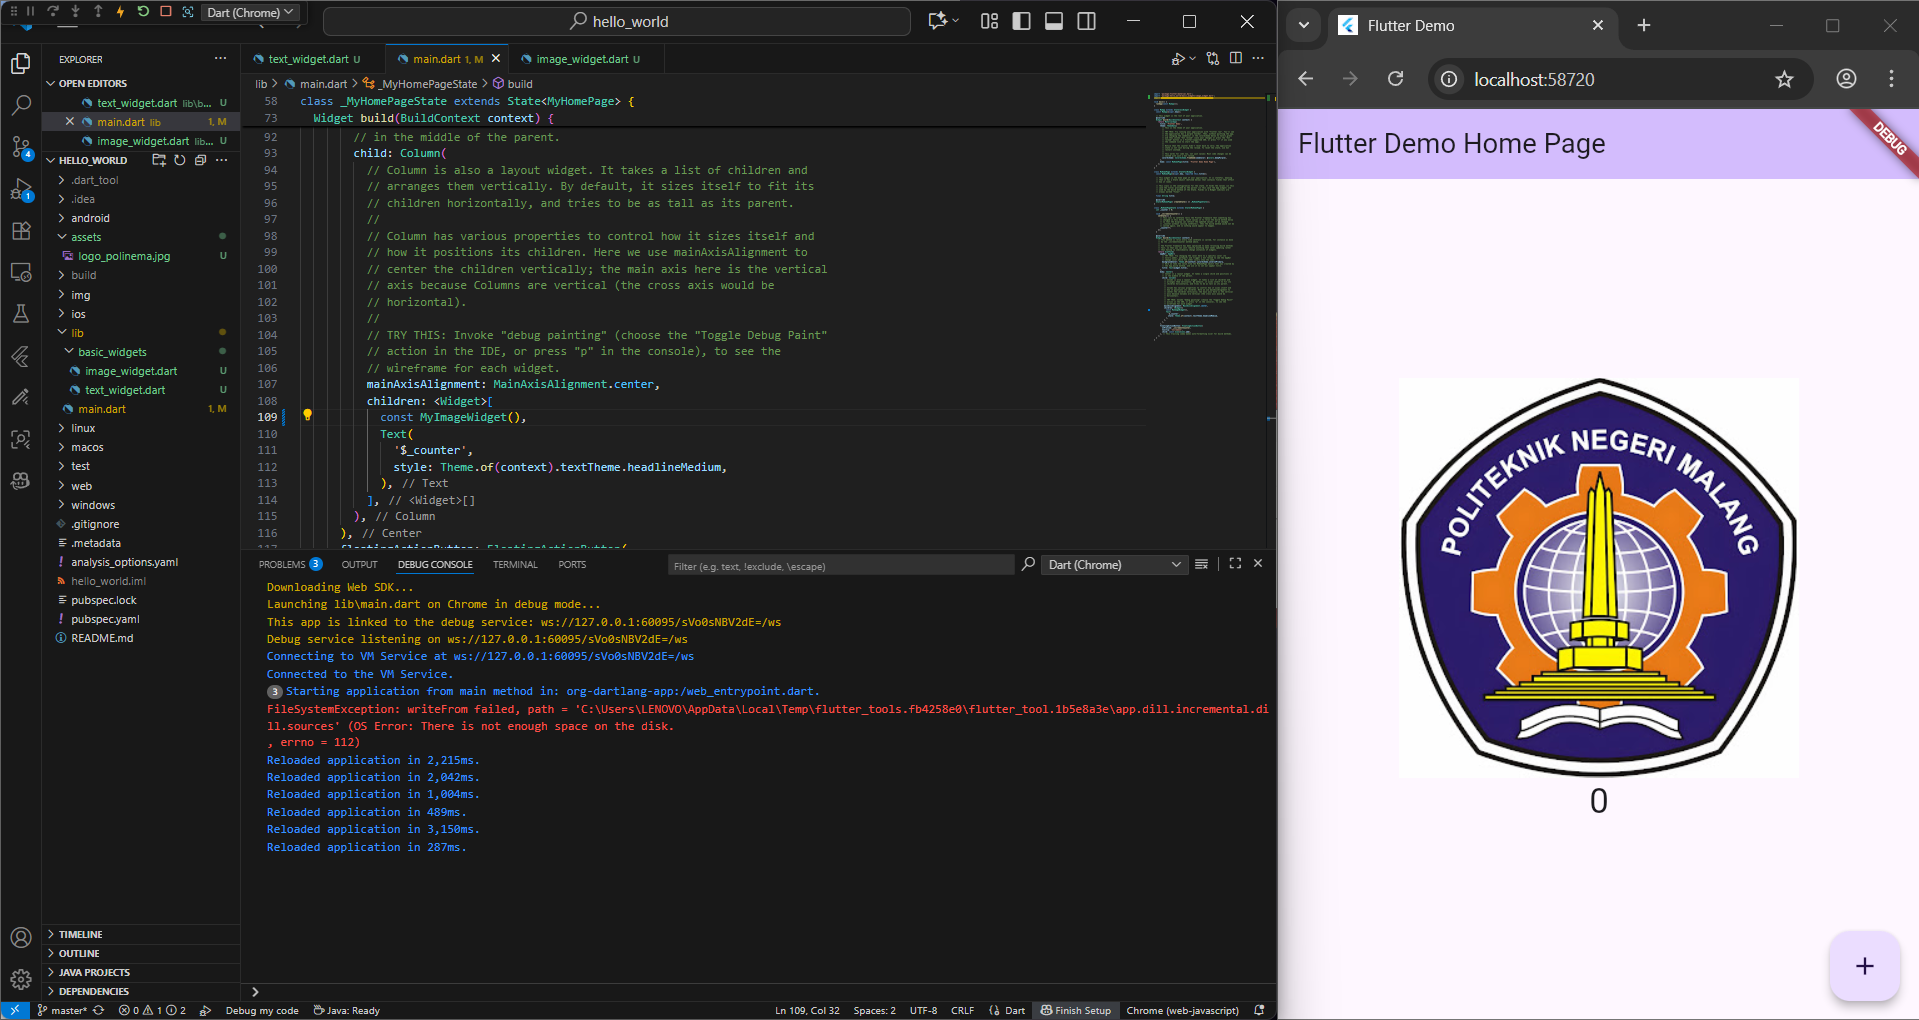 Dart (Chrome)
hello_world
EXPLORER
OPEN EDITORS
text_widget.dart lib\b... U
main.dart lib 1, M
image_widget.dart lib... U
HELLO_WORLD
.dart_tool
.idea
android
assets
logo_polinema.jpg U
build
img
ios
lib
basic_widgets
image_widget.dart U
text_widget.dart U
main.dart 1, M
linux
macos
test
web
windows
.gitignore
.metadata
analysis_options.yaml
hello_world.iml
pubspec.lock
pubspec.yaml
README.md
TIMELINE
OUTLINE
JAVA PROJECTS
DEPENDENCIES
4
1
text_widget.dart U
main.dart 1, M
image_widget.dart U
lib > main.dart > _MyHomePageState > build
58 class _MyHomePageState extends State<MyHomePage> {
73 Widget build(BuildContext context) {
92 // in the middle of the parent.
93 child: Column(
94 // Column is also a layout widget. It takes a list of children and
95 // arranges them vertically. By default, it sizes itself to fit its
96 // children horizontally, and tries to be as tall as its parent.
97 //
98 // Column has various properties to control how it sizes itself and
99 // how it positions its children. Here we use mainAxisAlignment to
100 // center the children vertically; the main axis here is the vertical
101 // axis because Columns are vertical (the cross axis would be
102 // horizontal).
103 //
104 // TRY THIS: Invoke "debug painting" (choose the "Toggle Debug Paint"
105 // action in the IDE, or press "p" in the console), to see the
106 // wireframe for each widget.
107 mainAxisAlignment: MainAxisAlignment.center,
108 children: <Widget>[
109 const MyImageWidget(),
110 Text(
111 '$_counter',
112 style: Theme.of(context).textTheme.headlineMedium,
113 ), // Text
114 ], // <Widget>[]
115 ), // Column
116 ), // Center
PROBLEMS 3 OUTPUT DEBUG CONSOLE TERMINAL PORTS
Filter (e.g. text, !exclude, \escape)
Dart (Chrome)
Downloading Web SDK...
Launching lib\main.dart on Chrome in debug mode...
This app is linked to the debug service: ws://127.0.0.1:60095/sVo0sNBV2dE=/ws
Debug service listening on ws://127.0.0.1:60095/sVo0sNBV2dE=/ws
Connecting to VM Service at ws://127.0.0.1:60095/sVo0sNBV2dE=/ws
Connected to the VM Service.
3 Starting application from main method in: org-dartlang-app:/web_entrypoint.dart.
FileSystemException: writeFrom failed, path = 'C:\Users\LENOVO\AppData\Local\Temp\flutter_tools.fb4258e0\flutter_tool.1b5e8a3e\app.dill.incremental.di
ll.sources' (OS Error: There is not enough space on the disk.
, errno = 112)
Reloaded application in 2,215ms.
Reloaded application in 2,042ms.
Reloaded application in 1,004ms.
Reloaded application in 489ms.
Reloaded application in 3,150ms.
Reloaded application in 287ms.
master* 0 1 2 Debug my code Java: Ready Ln 109, Col 32 Spaces: 2 UTF-8 CRLF Dart Finish Setup Chrome (web-javascript)
Flutter Demo
localhost:58720
Flutter Demo Home Page
DEBUG
POLITEKNIK NEGERI MALANG
0